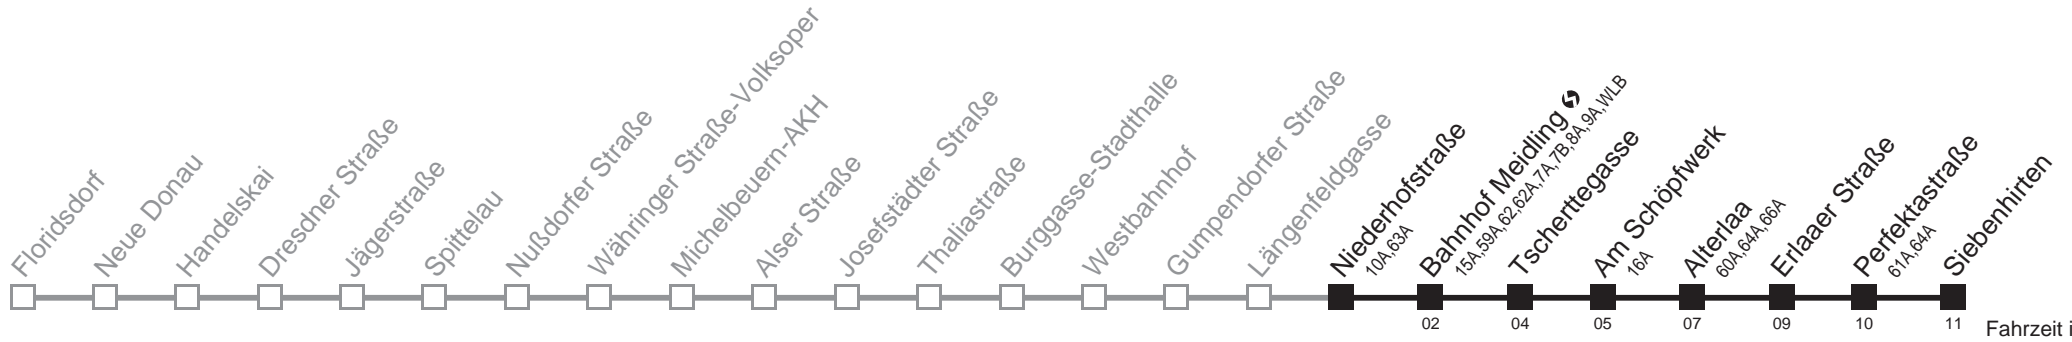 Floridsdorf
Neue Donau
Handelskai
Dresdner Straße
Jägerstraße
Spittelau
Nußdorfer Straße
Währinger Straße-Volksoper
Michelbeuern-AKH
Alser Straße
Josefstädter Straße
Thaliastraße
Burggasse-Stadthalle
Westbahnhof
Gumpendorfer Straße
Längenfeldgasse
Niederhofstraße
10A,63A
Bahnhof Meidling
15A,59A,62,62A,7A,7B,8A,9A,WLB
Tscherttegasse
Am Schöpfwerk
16A
Alterlaa
60A,64A,66A
Erlaaer Straße
Perfektastraße
61A,64A
Siebenhirten
02 04 05 07 09 10 11
Fahrzeit i